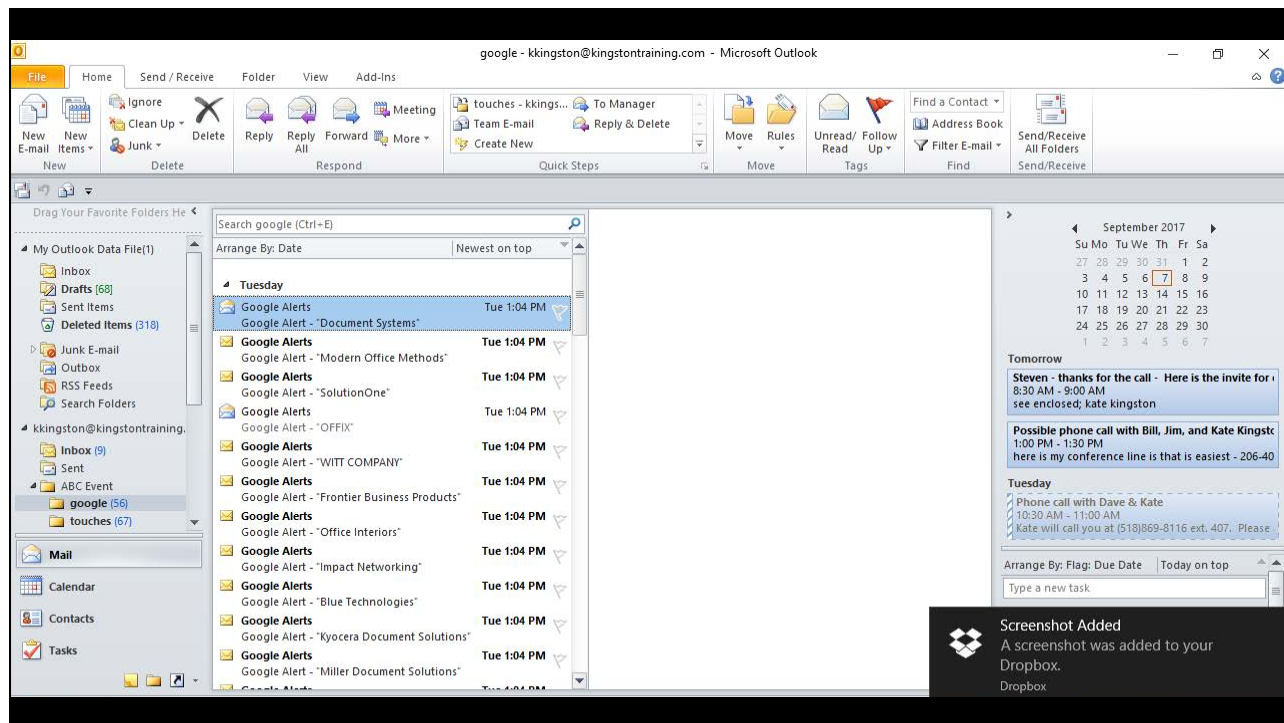 google - kkingston@kingstontraining.com - Microsoft Outlook
File Home Send / Receive Folder View Add-Ins
New E-mail
New Items
New
Ignore
Clean Up
Junk
Delete
Delete
Reply
Reply All
Forward
Meeting
More
Respond
touches - kkings...
To Manager
Team E-mail
Reply & Delete
Create New
Quick Steps
Move
Rules
Move
Unread/ Read
Follow Up
Tags
Find a Contact
Address Book
Filter E-mail
Find
Send/Receive All Folders
Send/Receive
Drag Your Favorite Folders He
My Outlook Data File(1)
Inbox
Drafts [68]
Sent Items
Deleted Items (318)
Junk E-mail
Outbox
RSS Feeds
Search Folders
kkingston@kingstontraining.
Inbox (9)
Sent
ABC Event
google (56)
touches (67)
Mail
Calendar
Contacts
Tasks
Search google (Ctrl+E)
Arrange By: Date Newest on top
Tuesday
Google Alerts Tue 1:04 PM
Google Alert - "Document Systems"
Google Alerts Tue 1:04 PM
Google Alert - "Modern Office Methods"
Google Alerts Tue 1:04 PM
Google Alert - "SolutionOne"
Google Alerts Tue 1:04 PM
Google Alert - "OFFIX"
Google Alerts Tue 1:04 PM
Google Alert - "WITT COMPANY"
Google Alerts Tue 1:04 PM
Google Alert - "Frontier Business Products"
Google Alerts Tue 1:04 PM
Google Alert - "Office Interiors"
Google Alerts Tue 1:04 PM
Google Alert - "Impact Networking"
Google Alerts Tue 1:04 PM
Google Alert - "Blue Technologies"
Google Alerts Tue 1:04 PM
Google Alert - "Kyocera Document Solutions"
Google Alerts Tue 1:04 PM
Google Alert - "Miller Document Solutions"
Google Alerts Tue 1:04 PM
September 2017
Su Mo Tu We Th Fr Sa
27 28 29 30 31 1 2
3 4 5 6 7 8 9
10 11 12 13 14 15 16
17 18 19 20 21 22 23
24 25 26 27 28 29 30
1 2 3 4 5 6 7
Tomorrow
Steven - thanks for the call - Here is the invite for
8:30 AM - 9:00 AM
see enclosed; kate kingston
Possible phone call with Bill, Jim, and Kate Kingstc
1:00 PM - 1:30 PM
here is my conference line is that is easiest - 206-40
Tuesday
Phone call with Dave & Kate
10:30 AM - 11:00 AM
Kate will call you at (518)869-8116 ext. 407. Please
Arrange By: Flag: Due Date Today on top
Type a new task
Screenshot Added
A screenshot was added to your
Dropbox.
Dropbox